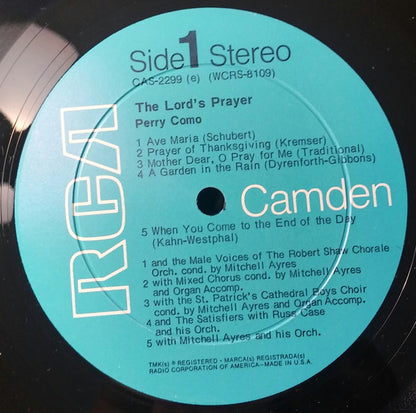 Side 1 Stereo
CAS-2299 (e) (WCRS-8109)
The Lord's Prayer
Perry Como
1 Ave Maria (Schubert)
2 Prayer of Thanksgiving (Kremser)
3 Mother Dear, O Pray for Me (Traditional)
4 A Garden in the Rain (Dyrenforth-Gibbons)
RCA
Camden
5 When You Come to the End of the Day
(Kahn-Westphal)
1 and the Male Voices of The Robert Shaw Chorale
Orch. cond. by Mitchell Ayres
2 with Mixed Chorus cond. by Mitchell Ayres
and Organ Accomp.
3 with the St. Patrick's Cathedral Boys Choir
cond. by Mitchell Ayres and Organ Accomp.
4 and The Satisfiers with Russ Case
and his Orch.
5 with Mitchell Ayres and his Orch.
TMK(s) ® REGISTERED • MARCA(s) REGISTRADA(s)
RADIO CORPORATION OF AMERICA—MADE IN U.S.A.